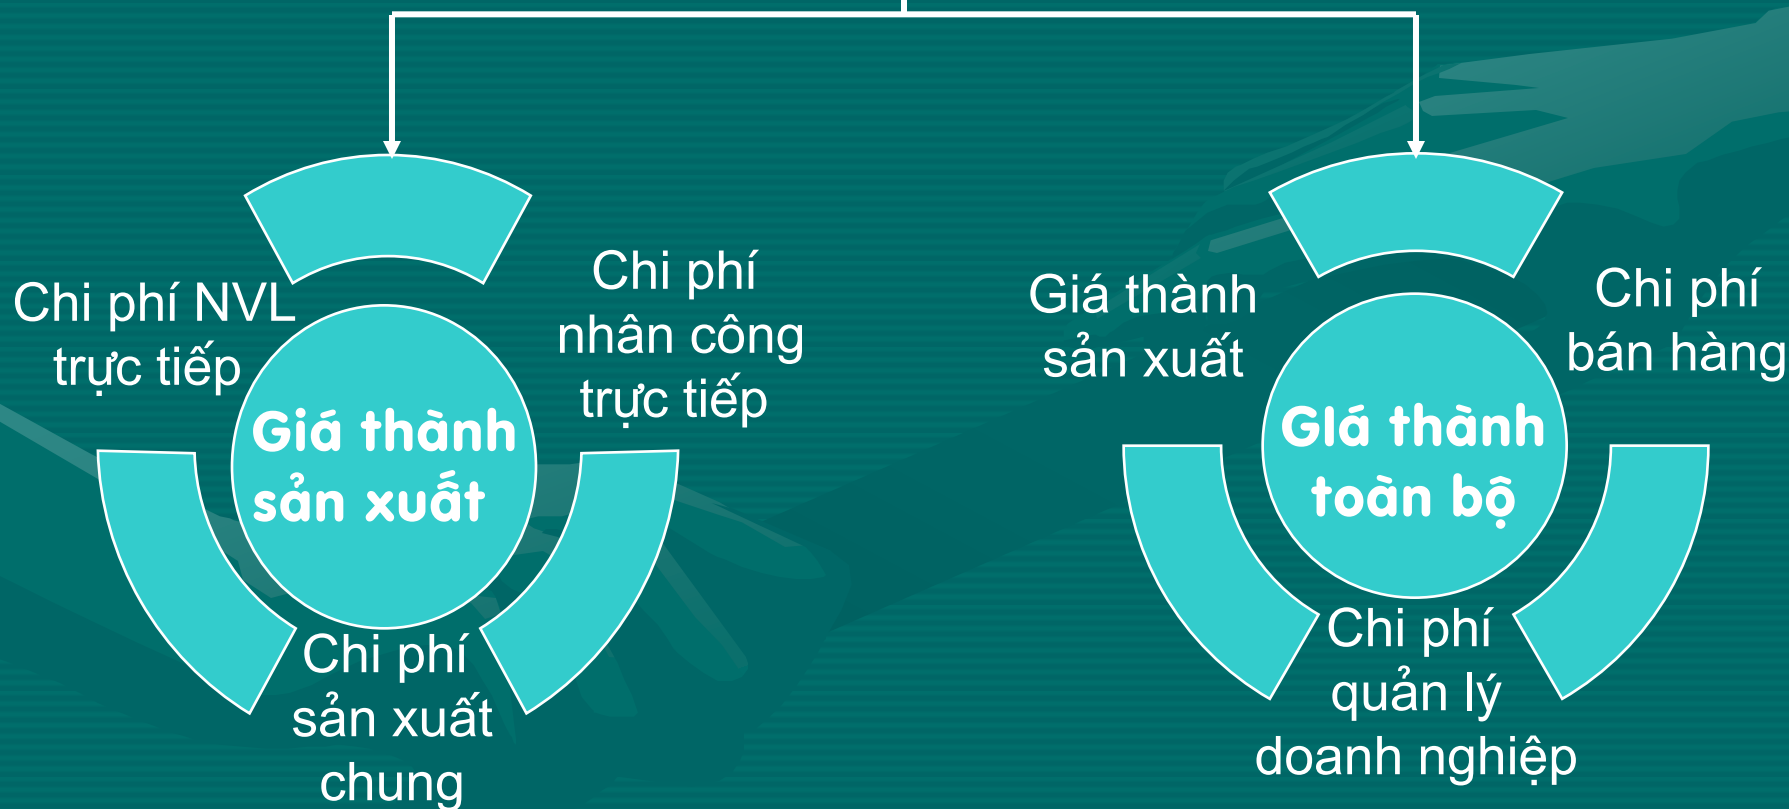 Chi phí NVL
trực tiếp
Chi phí
nhân công
trực tiếp
Giá thành
sản xuất
Chi phí
sản xuất
chung
Giá thành
sản xuất
Chi phí
bán hàng
GIá thành
toàn bộ
Chi phí
quản lý
doanh nghiệp